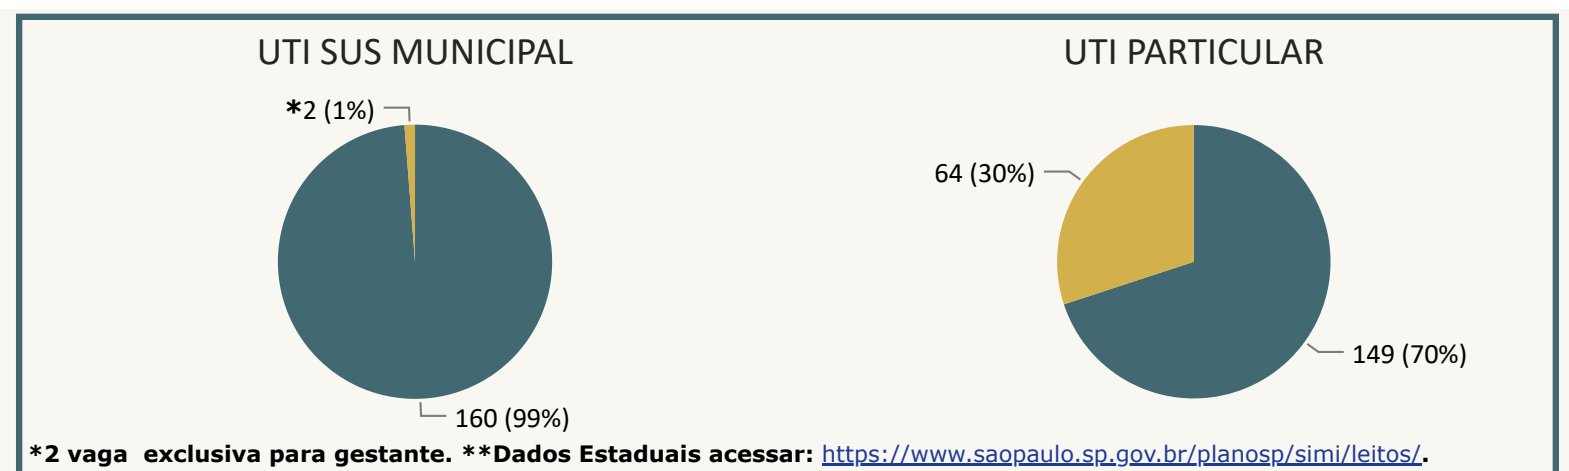 UTI SUS MUNICIPAL
*2 (1%)
160 (99%)
UTI PARTICULAR
64 (30%)
149 (70%)
*2 vaga  exclusiva para gestante. **Dados Estaduais acessar: https://www.saopaulo.sp.gov.br/planosp/simi/leitos/.